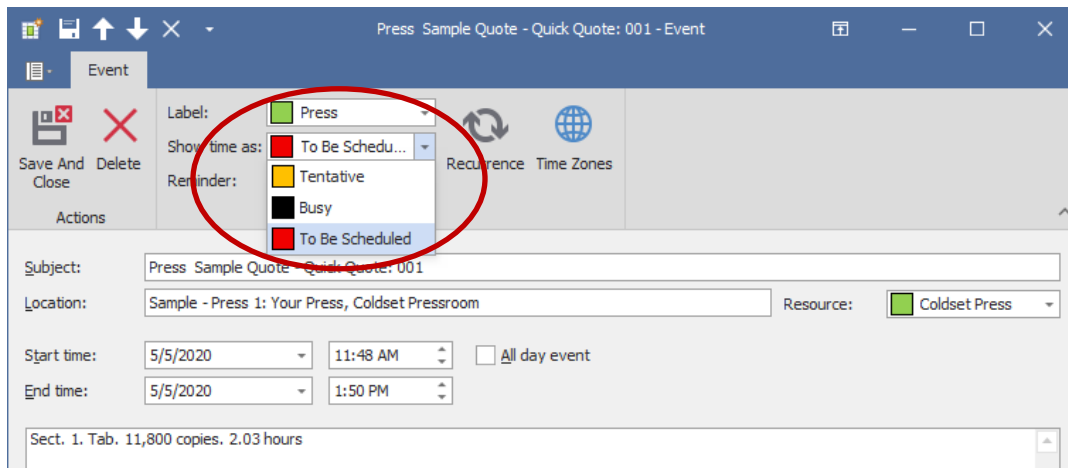 Press Sample Quote - Quick Quote: 001 - Event
Event
Label: Press
Show time as: To Be Schedu...
Reminder:
Tentative
Busy
To Be Scheduled
Save And Close
Delete
Recurrence
Time Zones
Actions
Subject: Press Sample Quote - Quick Quote: 001
Location: Sample - Press 1: Your Press, Coldset Pressroom
Resource: Coldset Press
Start time: 5/5/2020 11:48 AM All day event
End time: 5/5/2020 1:50 PM
Sect. 1. Tab. 11,800 copies. 2.03 hours